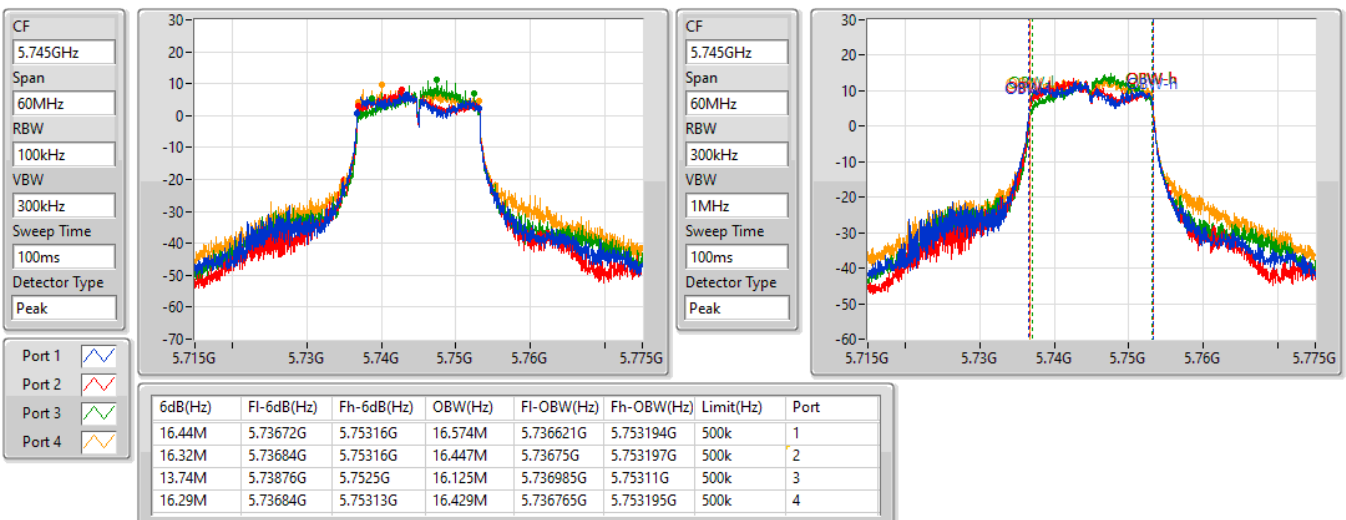 CF
5.745GHz
Span
60MHz
RBW
100kHz
VBW
300kHz
Sweep Time
100ms
Detector Type
Peak
30
20
10
0
-10
-20
-30
-40
-50
-60
-70
5.715G 5.73G 5.74G 5.75G 5.76G 5.775G
CF
5.745GHz
Span
60MHz
RBW
300kHz
VBW
1MHz
Sweep Time
100ms
Detector Type
Peak
30
20
10
0
-10
-20
-30
-40
-50
-60
OBW-l OBW-h
5.715G 5.73G 5.74G 5.75G 5.76G 5.775G
Port 1
Port 2
Port 3
Port 4
6dB(Hz) Fl-6dB(Hz) Fh-6dB(Hz) OBW(Hz) Fl-OBW(Hz) Fh-OBW(Hz) Limit(Hz) Port
16.44M 5.73672G 5.75316G 16.574M 5.736621G 5.753194G 500k 1
16.32M 5.73684G 5.75316G 16.447M 5.73675G 5.753197G 500k 2
13.74M 5.73876G 5.7525G 16.125M 5.736985G 5.75311G 500k 3
16.29M 5.73684G 5.75313G 16.429M 5.736765G 5.753195G 500k 4